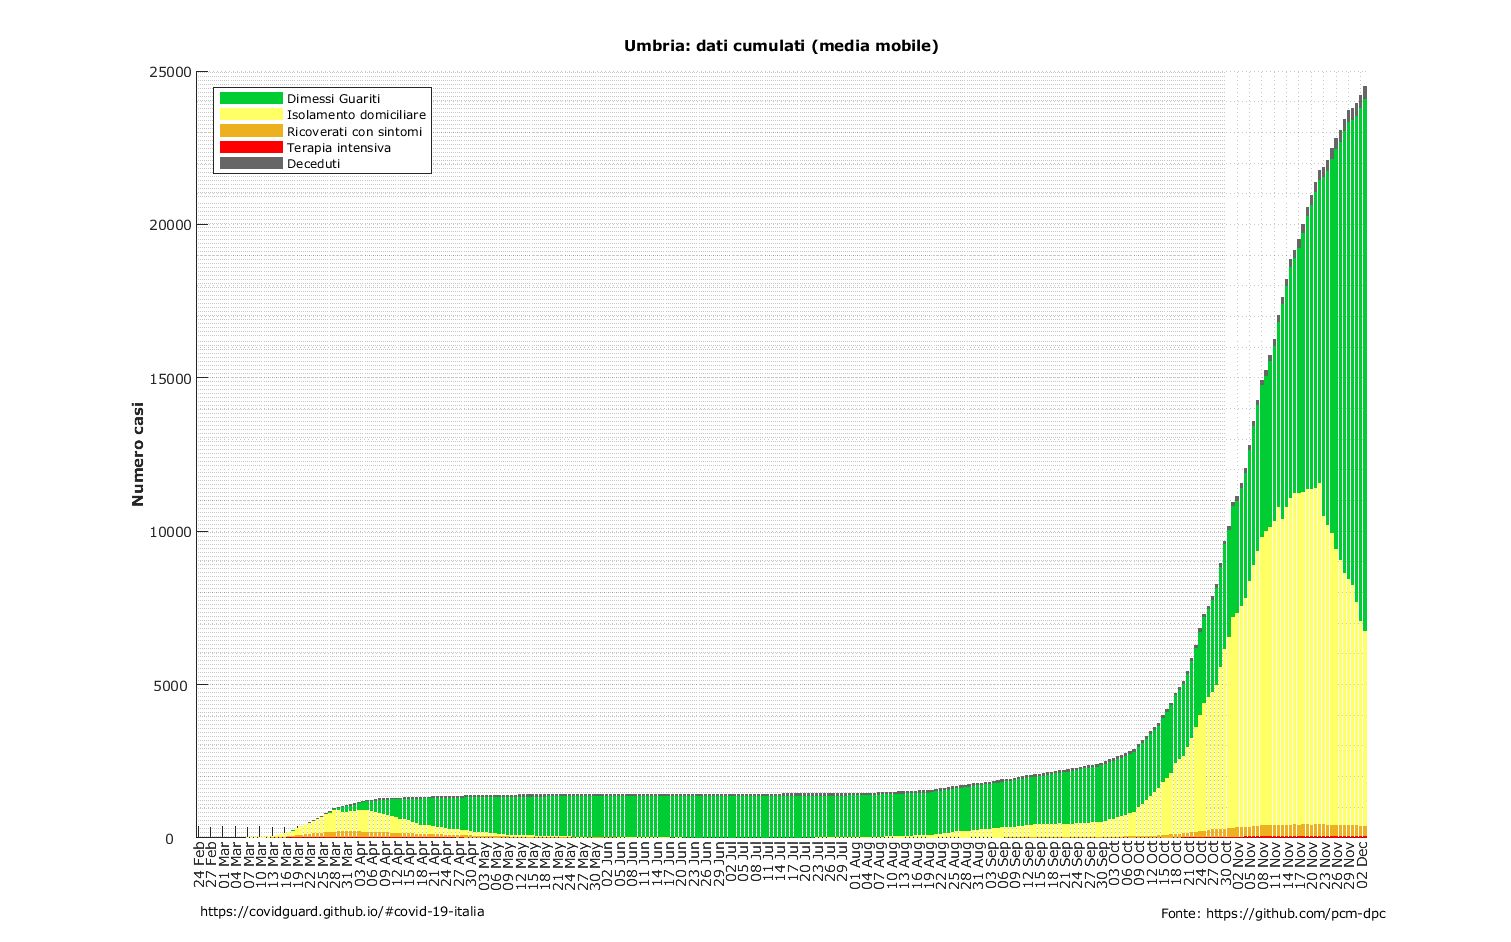 Umbria: dati cumulati (media mobile)
25000
20000
15000
10000
5000
0
Numero casi
Dimessi Guariti
Isolamento domiciliare
Ricoverati con sintomi
Terapia intensiva
Deceduti
24 Feb
27 Feb
01 Mar
04 Mar
07 Mar
10 Mar
13 Mar
16 Mar
19 Mar
22 Mar
25 Mar
28 Mar
31 Mar
03 Apr
06 Apr
09 Apr
12 Apr
15 Apr
18 Apr
21 Apr
24 Apr
27 Apr
30 Apr
03 May
06 May
09 May
12 May
15 May
18 May
21 May
24 May
27 May
30 May
02 Jun
05 Jun
08 Jun
11 Jun
14 Jun
17 Jun
20 Jun
23 Jun
26 Jun
29 Jun
02 Jul
05 Jul
08 Jul
11 Jul
14 Jul
17 Jul
20 Jul
23 Jul
26 Jul
29 Jul
01 Aug
04 Aug
07 Aug
10 Aug
13 Aug
16 Aug
19 Aug
22 Aug
25 Aug
28 Aug
31 Aug
03 Sep
06 Sep
09 Sep
12 Sep
15 Sep
18 Sep
21 Sep
24 Sep
27 Sep
30 Sep
03 Oct
06 Oct
09 Oct
12 Oct
15 Oct
18 Oct
21 Oct
24 Oct
27 Oct
30 Oct
02 Nov
05 Nov
08 Nov
11 Nov
14 Nov
17 Nov
20 Nov
23 Nov
26 Nov
29 Nov
02 Dec
https://covidguard.github.io/#covid-19-italia
Fonte: https://github.com/pcm-dpc